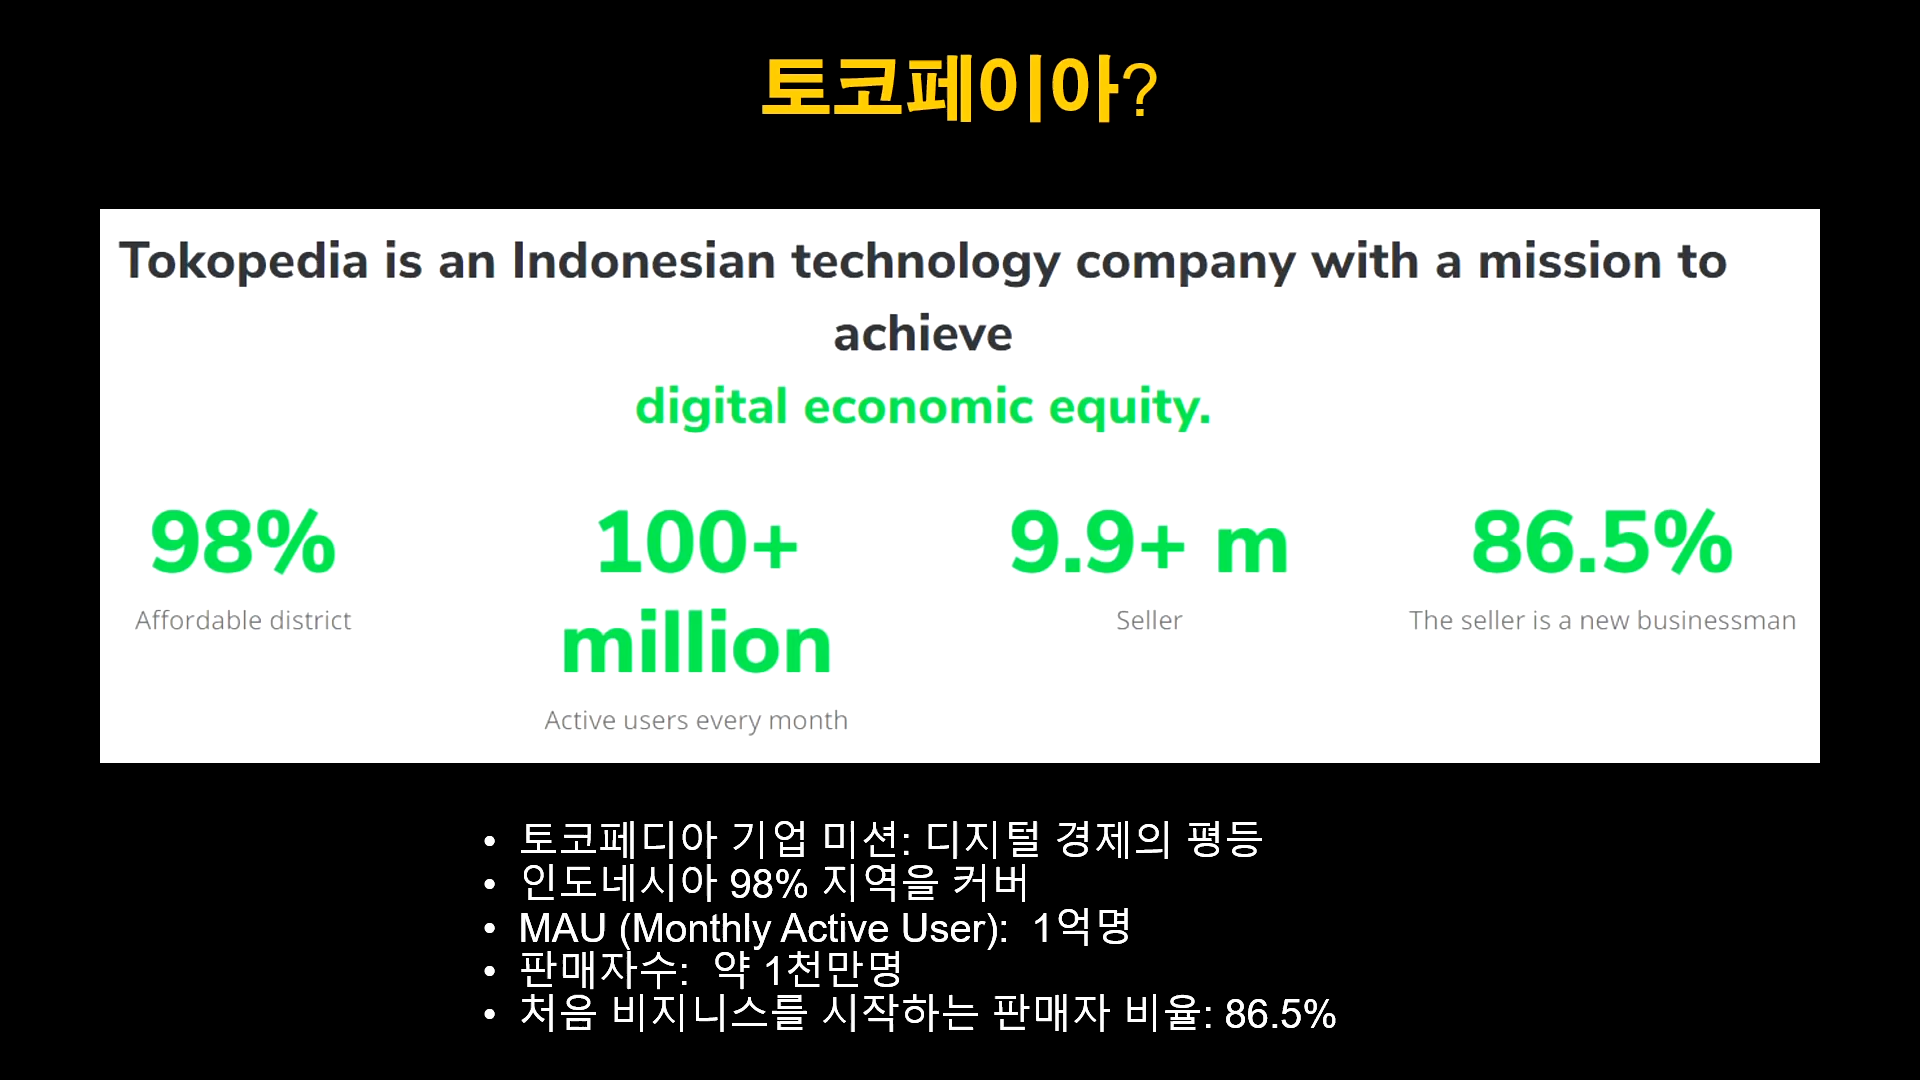 토코페이아?
Tokopedia is an Indonesian technology company with a mission to
achieve
digital economic equity.
98%
Affordable district
100+
million
Active users every month
9.9+ m
Seller
86.5%
The seller is a new businessman
• 토코페디아 기업 미션: 디지털 경제의 평등
• 인도네시아 98% 지역을 커버
• MAU (Monthly Active User): 1억명
• 판매자수: 약 1천만명
• 처음 비지니스를 시작하는 판매자 비율: 86.5%